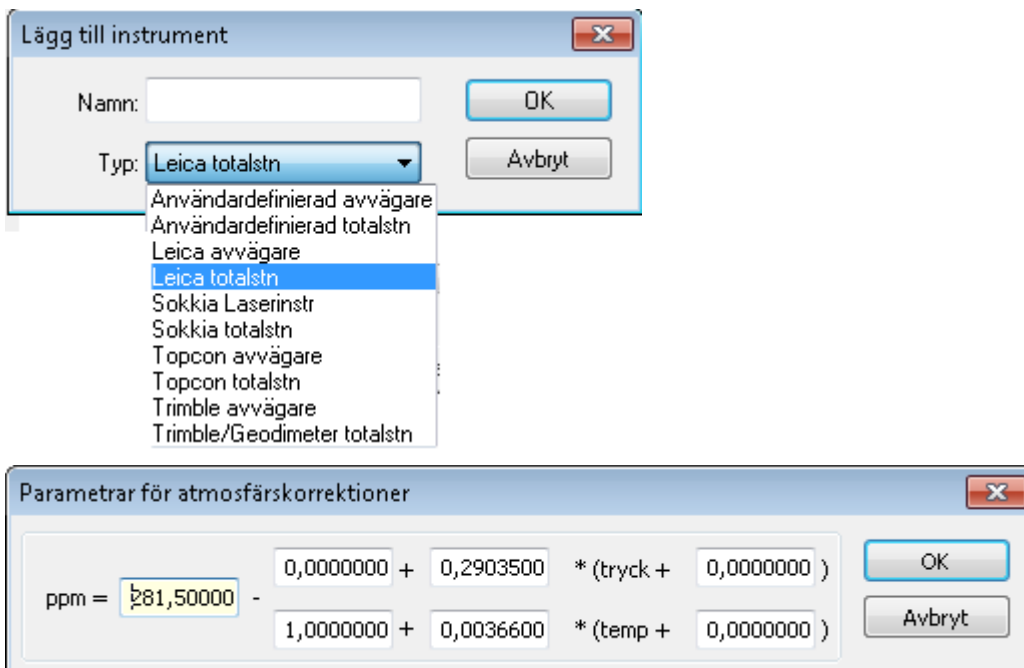 Lägg till instrument
Namn:
OK
Typ: Leica totalstn
Avbryt
Användardefinierad avvägare
Användardefinierad totalstn
Leica avvägare
Leica totalstn
Sokkia Laserinstr
Sokkia totalstn
Topcon avvägare
Topcon totalstn
Trimble avvägare
Trimble/Geodimeter totalstn
Parametrar för atmosfärskorrektioner
0,0000000 + 0,2903500 * (tryck + 0,0000000 )
OK
ppm = 281,50000 -
1,0000000 + 0,0036600 * (temp + 0,0000000 )
Avbryt